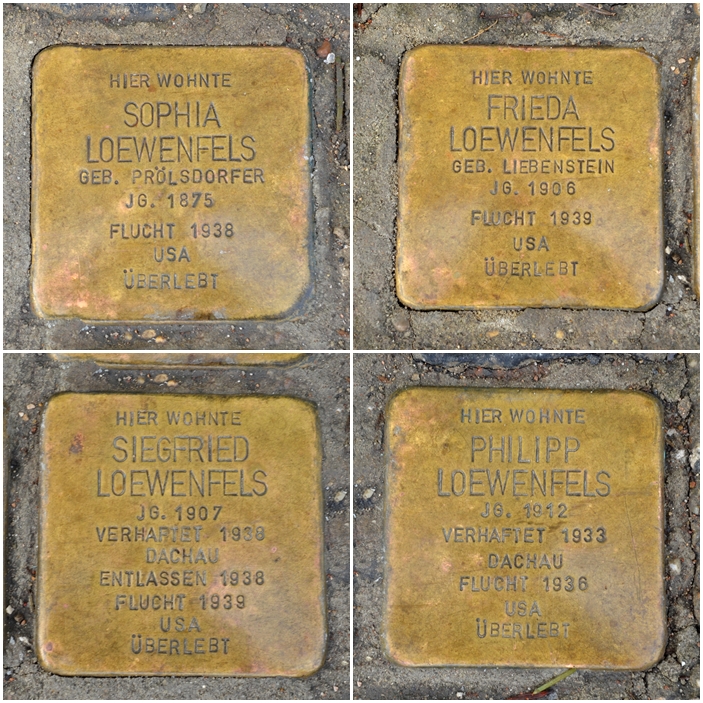 HIER WOHNTE
SOPHIA
LOEWENFELS
GEB. PRÖLSDORFER
JG. 1875
FLUCHT 1938
USA
ÜBERLEBT
HIER WOHNTE
FRIEDA
LOEWENFELS
GEB. LIEBENSTEIN
JG. 1906
FLUCHT 1939
USA
ÜBERLEBT
HIER WOHNTE
SIEGFRIED
LOEWENFELS
JG. 1907
VERHAFTET 1938
DACHAU
ENTLASSEN 1938
FLUCHT 1939
USA
ÜBERLEBT
HIER WOHNTE
PHILIPP
LOEWENFELS
JG. 1912
VERHAFTET 1933
DACHAU
FLUCHT 1936
USA
ÜBERLEBT